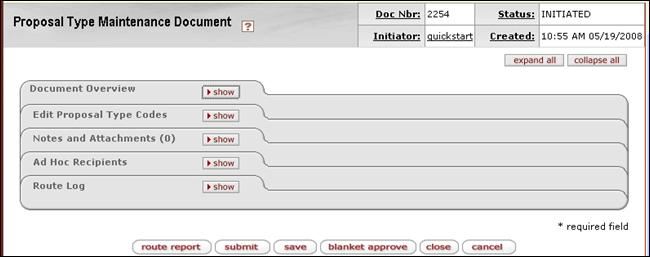 Proposal Type Maintenance Document ?
Doc Nbr: 2254 Status: INITIATED
Initiator: quickstart Created: 10:55 AM 05/19/2008
expand all collapse all
Document Overview show
Edit Proposal Type Codes show
Notes and Attachments (0) show
Ad Hoc Recipients show
Route Log show
* required field
route report submit save blanket approve close cancel